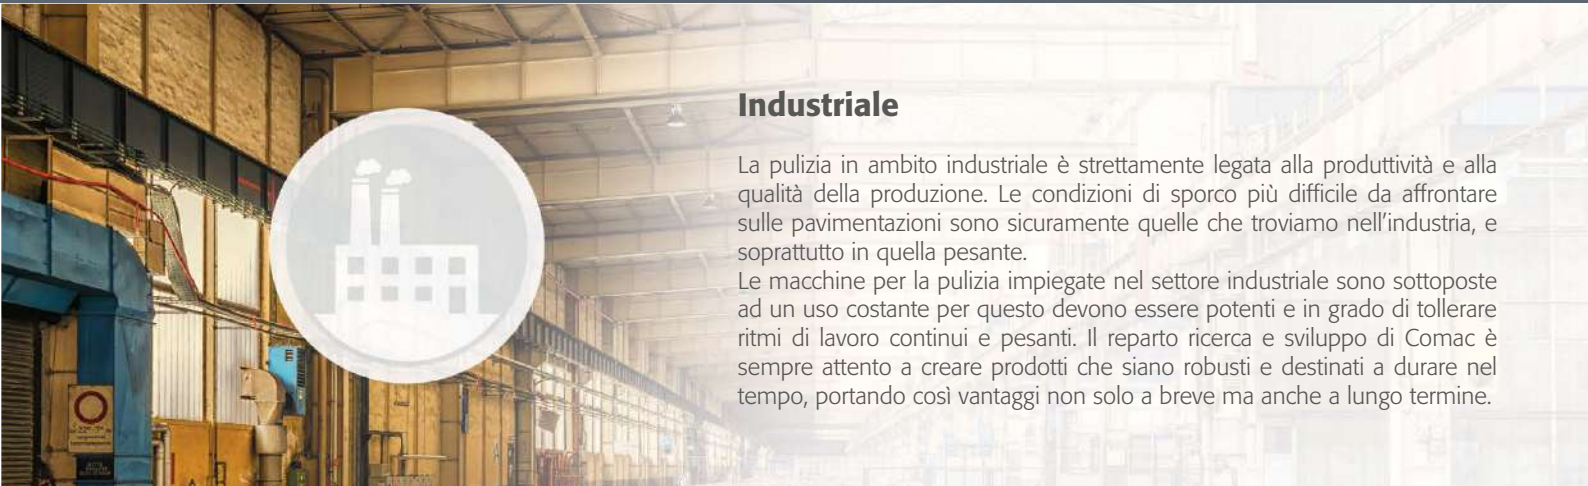 Industriale
La pulizia in ambito industriale è strettamente legata alla produttività e alla
qualità della produzione. Le condizioni di sporco più difficile da affrontare
sulle pavimentazioni sono sicuramente quelle che troviamo nell'industria, e
soprattutto in quella pesante.
Le macchine per la pulizia impiegate nel settore industriale sono sottoposte
ad un uso costante per questo devono essere potenti e in grado di tollerare
ritmi di lavoro continui e pesanti. Il reparto ricerca e sviluppo di Comac è
sempre attento a creare prodotti che siano robusti e destinati a durare nel
tempo, portando così vantaggi non solo a breve ma anche a lungo termine.